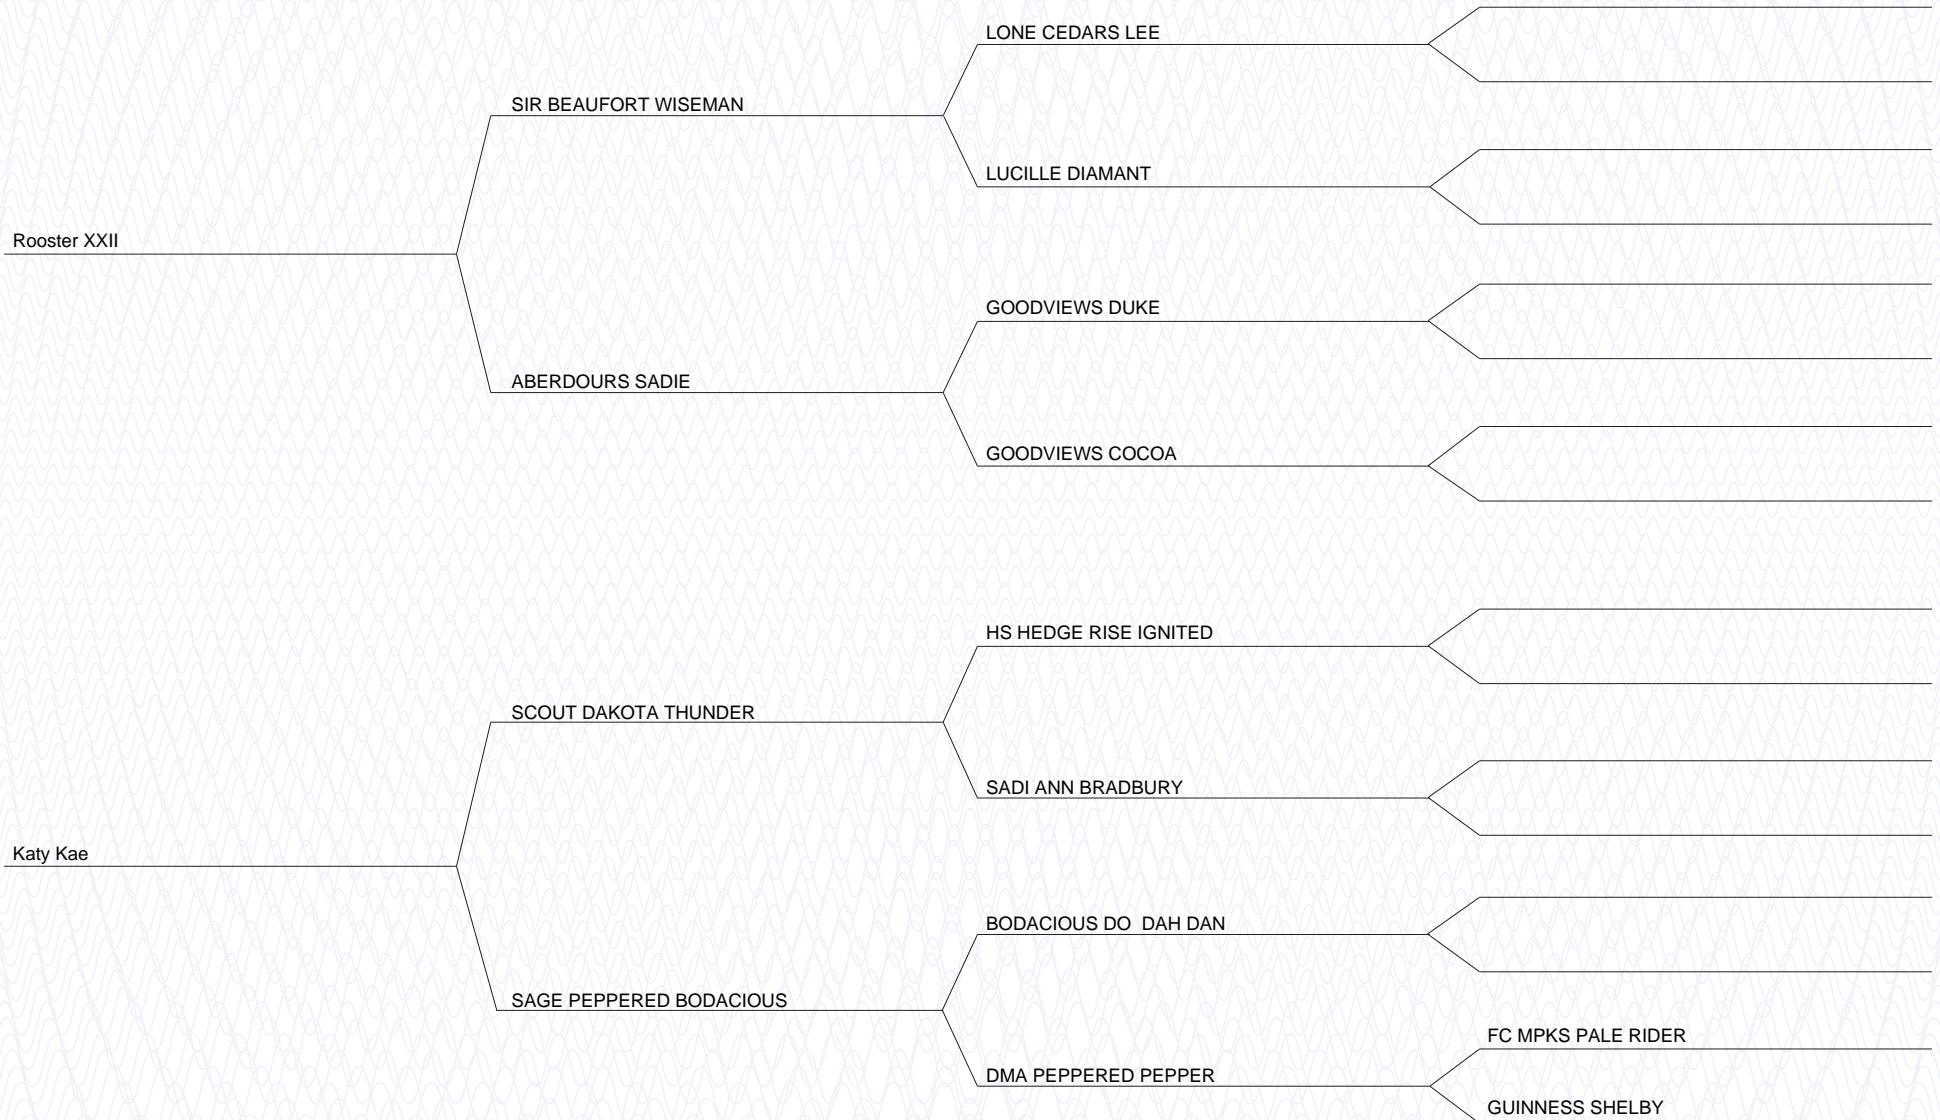 LONE CEDARS LEE
SIR BEAUFORT WISEMAN
LUCILLE DIAMANT
Rooster XXII
GOODVIEWS DUKE
ABERDOURS SADIE
GOODVIEWS COCOA
HS HEDGE RISE IGNITED
SCOUT DAKOTA THUNDER
SADI ANN BRADBURY
Katy Kae
BODACIOUS DO  DAH DAN
SAGE PEPPERED BODACIOUS
FC MPKS PALE RIDER
DMA PEPPERED PEPPER
GUINNESS SHELBY